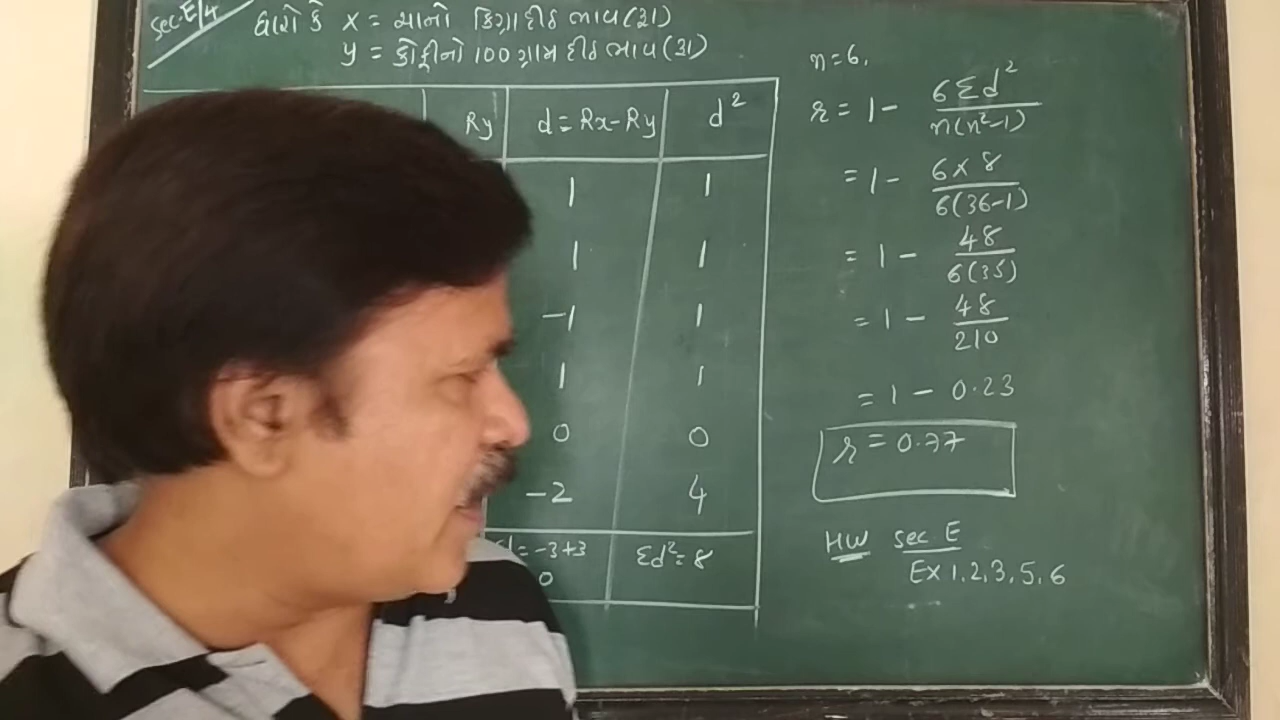 Sec.E/4
ધારો કે x = ચાનો કિગ્રા દીઠ ભાવ (રૂા)
y = કોફીનો 100 ગ્રામ દીઠ ભાવ (રૂા)
Ry d = Rx-Ry d²
1 1
1 1
-1 1
1 1
0 0
-2 4
= -3+3 Σd² = 8
0
n=6.
r = 1 - 6Σd² / n(n²-1)
= 1 - 6x8 / 6(36-1)
= 1 - 48 / 6(35)
= 1 - 48 / 210
= 1 - 0.23
r = 0.77
HW Sec E
Ex 1,2,3,5,6